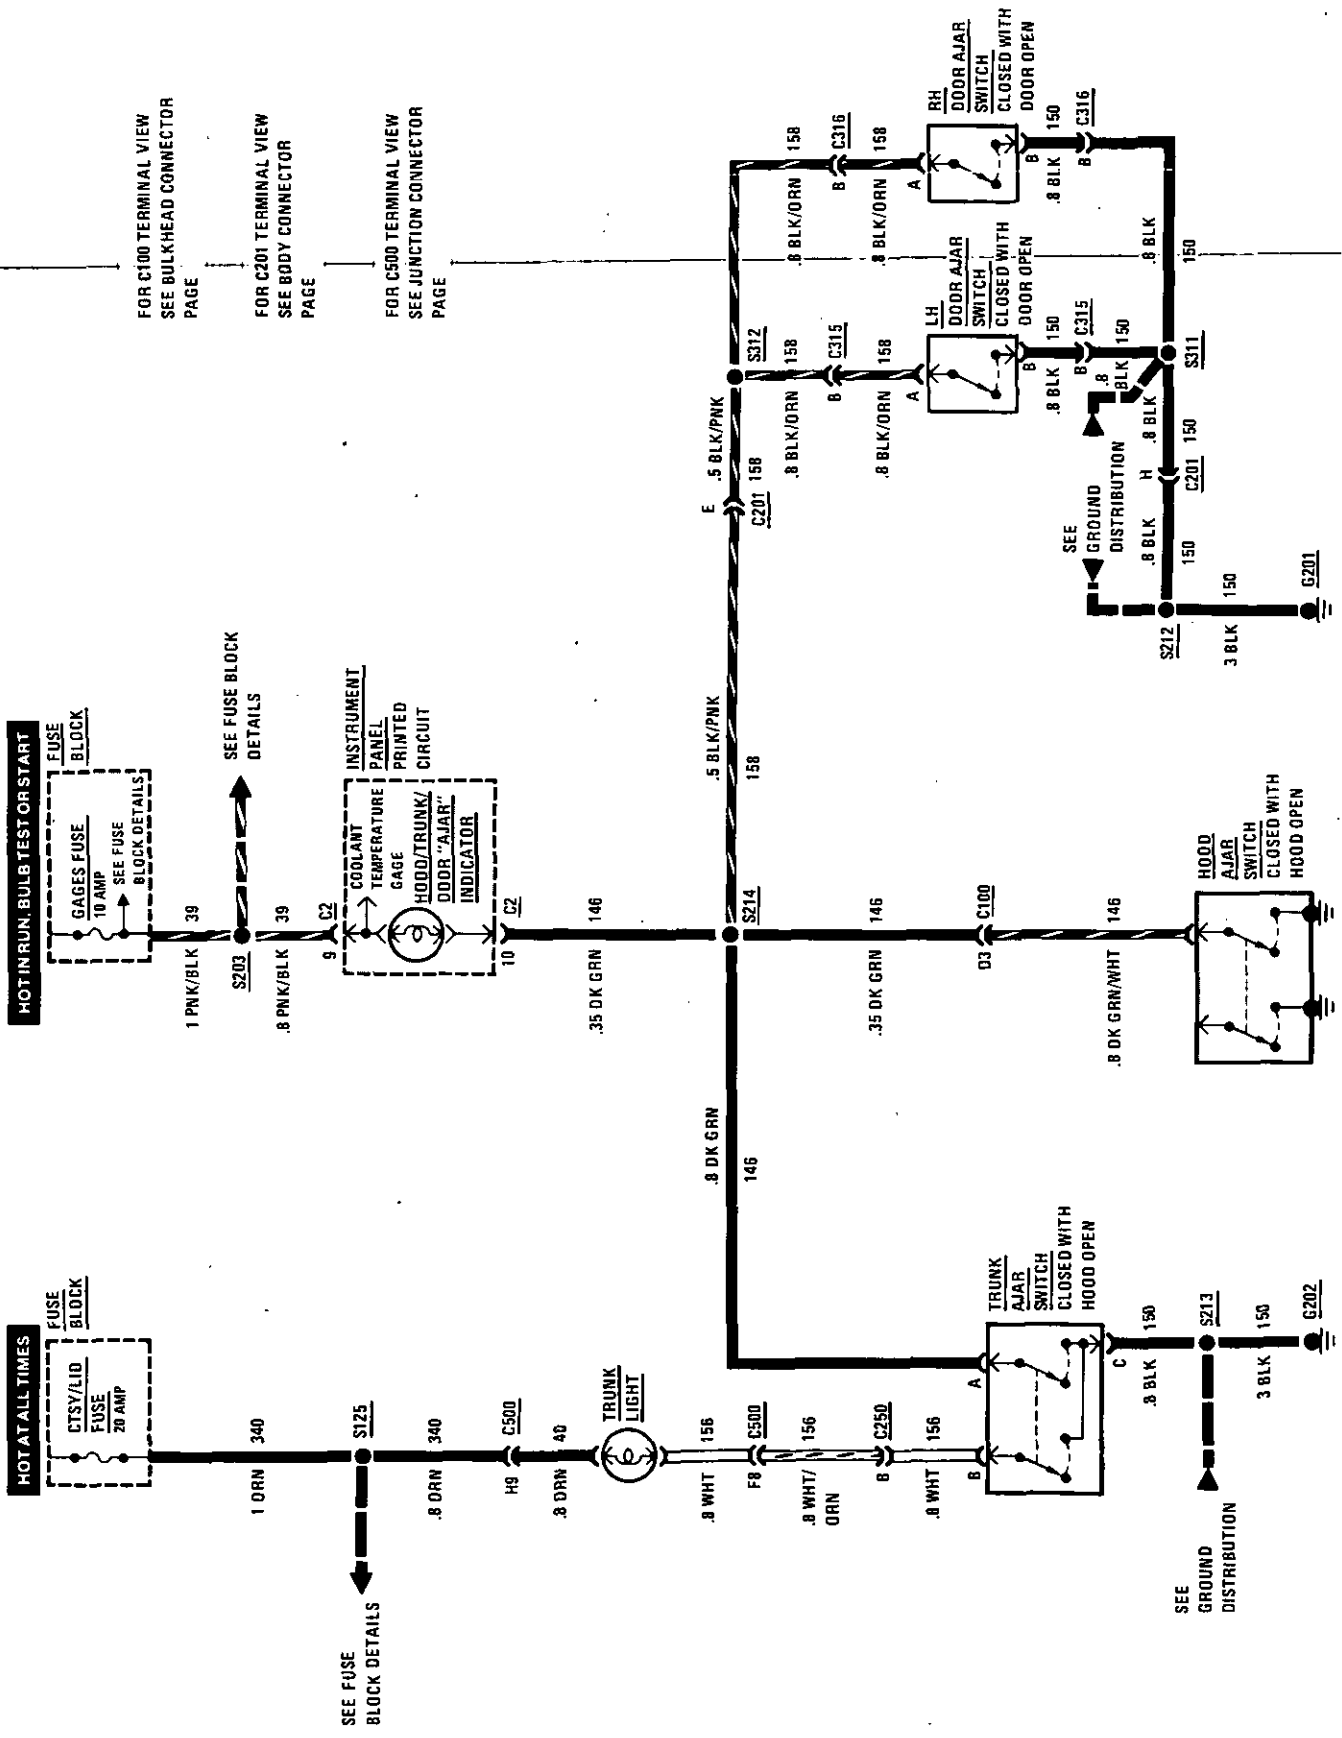 HOT AT ALL TIMES
FUSE
BLOCK
CTSY/LID
FUSE
20 AMP
1 ORN
340
SEE FUSE
BLOCK DETAILS
S125
.8 ORN
340
H9
C500
.8 ORN
40
TRUNK
LIGHT
.8 WHT
156
F8
C500
.8 WHT/
ORN
156
B
C250
.8 WHT
156
B
A
TRUNK
AJAR
SWITCH
CLOSED WITH
HOOD OPEN
C
.8 BLK
150
S213
SEE
GROUND
DISTRIBUTION
3 BLK
150
G202
HOT IN RUN, BULB TEST OR START
FUSE
BLOCK
GAGES FUSE
10 AMP
SEE FUSE
BLOCK DETAILS
1 PNK/BLK
39
S203
SEE FUSE BLOCK
DETAILS
.8 PNK/BLK
39
9
C2
INSTRUMENT
PANEL
PRINTED
CIRCUIT
COOLANT
TEMPERATURE
GAGE
HOOD/TRUNK/
DOOR "AJAR"
INDICATOR
10
C2
.35 DK GRN
146
.8 DK GRN
146
S214
.5 BLK/PNK
158
.35 DK GRN
146
D3
C100
.8 DK GRN/WHT
146
HOOD
AJAR
SWITCH
CLOSED WITH
HOOD OPEN
FOR C100 TERMINAL VIEW
SEE BULKHEAD CONNECTOR
PAGE
FOR C201 TERMINAL VIEW
SEE BODY CONNECTOR
PAGE
FOR C500 TERMINAL VIEW
SEE JUNCTION CONNECTOR
PAGE
E
C201
.5 BLK/PNK
158
S312
.8 BLK/ORN
158
B
C315
.8 BLK/ORN
158
A
LH
DOOR AJAR
SWITCH
CLOSED WITH
DOOR OPEN
B
.8 BLK
150
B
C315
.8
BLK
150
.8 BLK/ORN
158
B
C316
.8 BLK/ORN
158
A
RH
DOOR AJAR
SWITCH
CLOSED WITH
DOOR OPEN
B
.8 BLK
150
B
C316
.8 BLK
150
S311
.8 BLK
150
H
C201
.8 BLK
150
SEE
GROUND
DISTRIBUTION
S212
3 BLK
150
G201